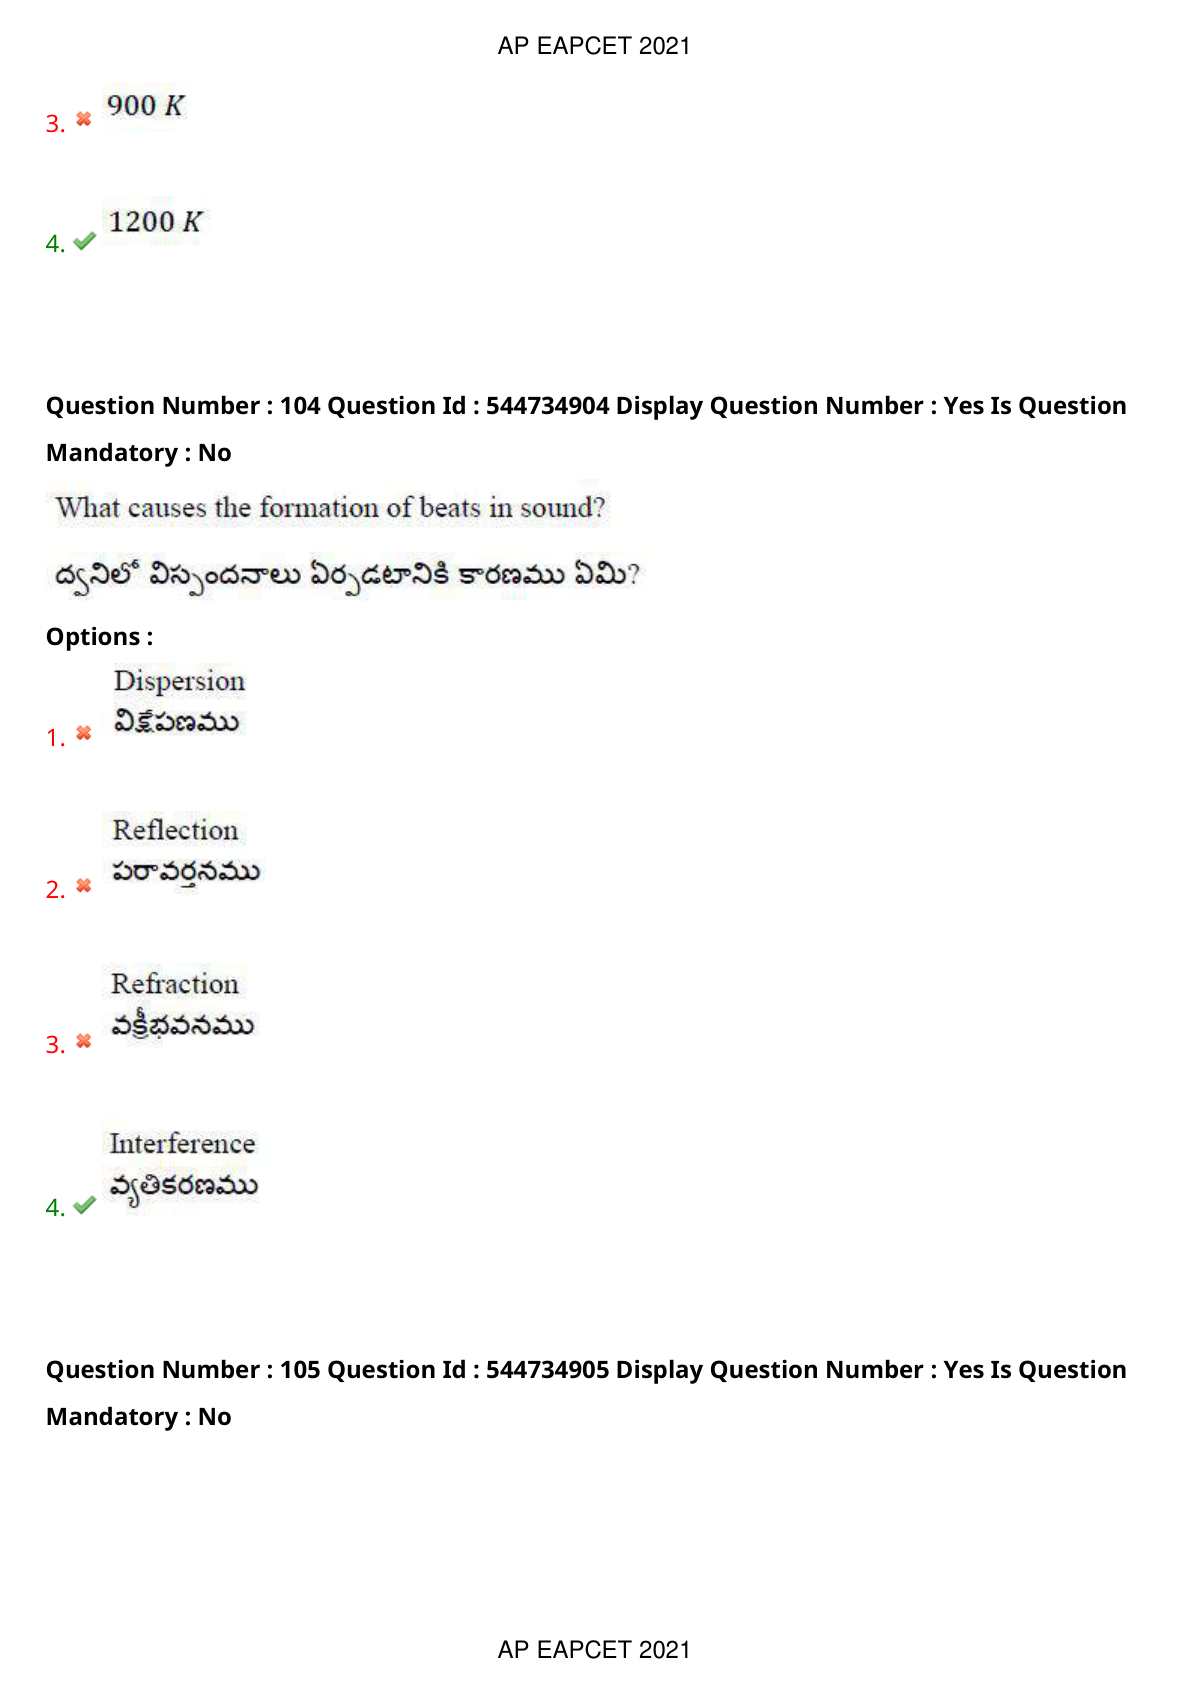 AP EAPCET 2021
3. 900 K
4. 1200 K
Question Number : 104 Question Id : 544734904 Display Question Number : Yes Is Question
Mandatory : No
What causes the formation of beats in sound?
ద్వనిలో విస్పందనాలు ఏర్పడటానికి కారణము ఏమి?
Options :
Dispersion
విక్షేపణము
1.
Reflection
పరావర్తనము
2.
Refraction
వక్రీభవనము
3.
Interference
వ్యతికరణము
4.
Question Number : 105 Question Id : 544734905 Display Question Number : Yes Is Question
Mandatory : No
AP EAPCET 2021